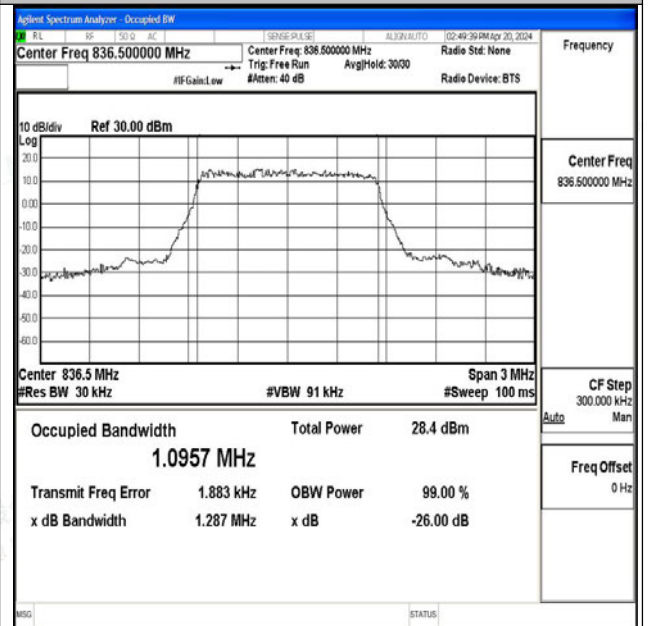 Agilent Spectrum Analyzer - Occupied BW
RL RF 50 Ω AC SENSE:PULSE ALIGN AUTO 02:49:39 PM Apr 20, 2024
Center Freq 836.500000 MHz Center Freq: 836.500000 MHz Radio Std: None Frequency
Trig: Free Run Avg|Hold: 30/30
#IFGain:Low #Atten: 40 dB Radio Device: BTS
10 dB/div Ref 30.00 dBm
Log
20.0
10.0
0.00
-10.0
-20.0
-30.0
-40.0
-50.0
-60.0
Center Freq
836.500000 MHz
Center 836.5 MHz Span 3 MHz
#Res BW 30 kHz #VBW 91 kHz #Sweep 100 ms
CF Step
300.000 kHz
Auto Man
Occupied Bandwidth Total Power 28.4 dBm
1.0957 MHz
Freq Offset
0 Hz
Transmit Freq Error 1.883 kHz OBW Power 99.00 %
x dB Bandwidth 1.287 MHz x dB -26.00 dB
MSG STATUS